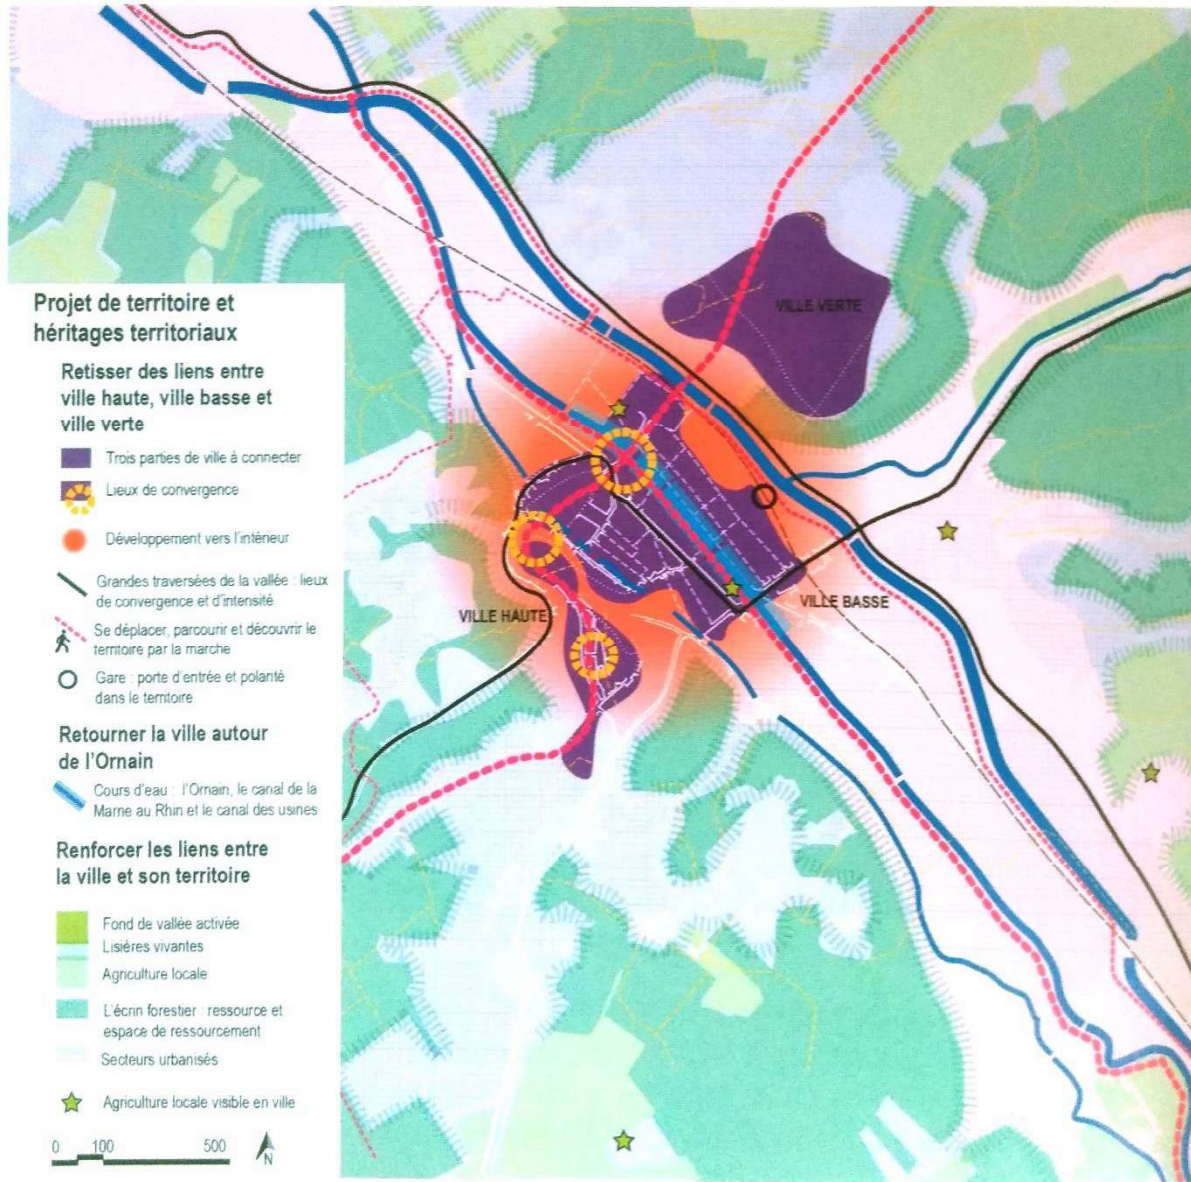 Projet de territoire et
héritages territoriaux
Retisser des liens entre
ville haute, ville basse et
ville verte
Trois parties de ville à connecter
Lieux de convergence
Développement vers l'intérieur
Grandes traversées de la vallée : lieux
de convergence et d'intensité
Se déplacer, parcourir et découvrir le
territoire par la marche
Gare : porte d'entrée et polarité
dans le territoire
Retourner la ville autour
de l'Ornain
Cours d'eau : l'Ornain, le canal de la
Marne au Rhin et le canal des usines
Renforcer les liens entre
la ville et son territoire
Fond de vallée activée
Lisières vivantes
Agriculture locale
L'écrin forestier : ressource et
espace de ressourcement
Secteurs urbanisés
Agriculture locale visible en ville
0 100 500
N
VILLE VERTE
VILLE BASSE
VILLE HAUTE